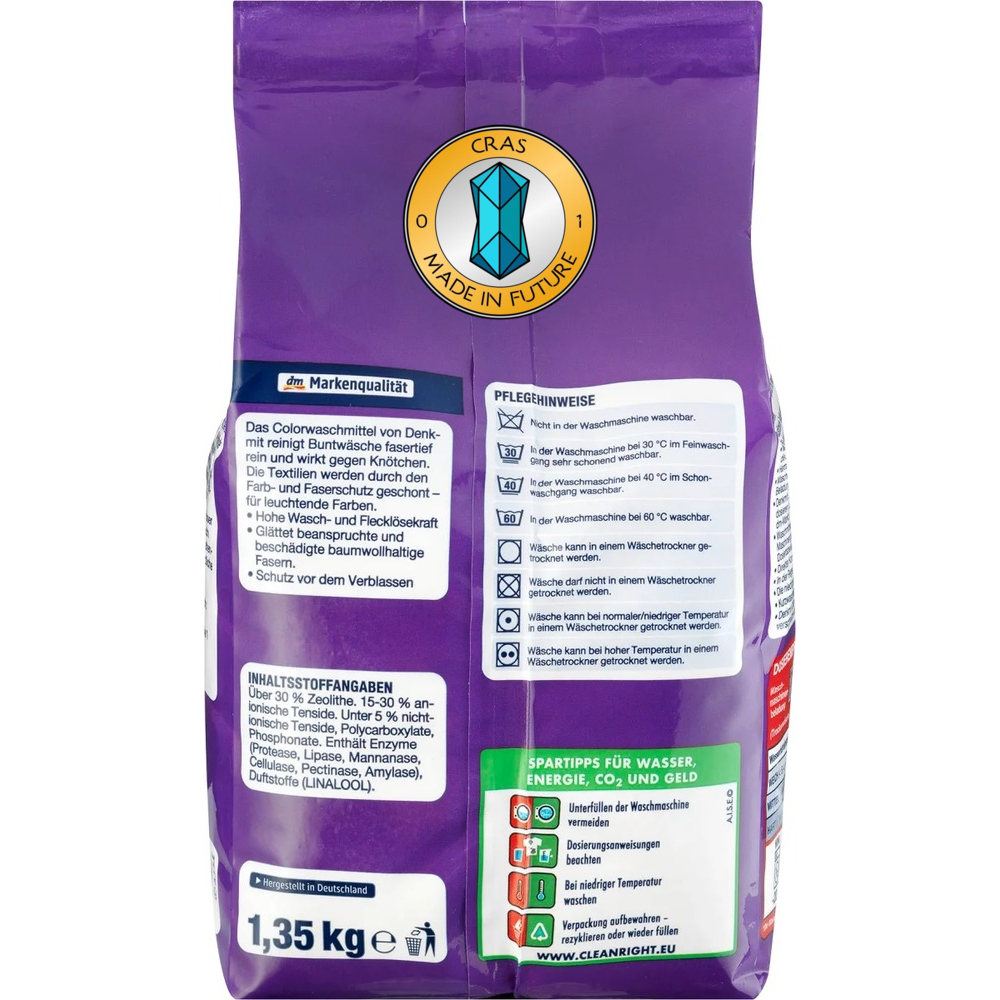 CRAS
0 1
MADE IN FUTURE
dm Markenqualität
Das Colorwaschmittel von Denk-
mit reinigt Buntwäsche fasertief
rein und wirkt gegen Knötchen.
Die Textilien werden durch den
Farb- und Faserschutz geschont –
für leuchtende Farben.
• Hohe Wasch- und Flecklösekraft
• Glättet beanspruchte und
beschädigte baumwollhaltige
Fasern.
• Schutz vor dem Verblassen
INHALTSSTOFFANGABEN
Über 30 % Zeolithe. 15-30 % an-
ionische Tenside. Unter 5 % nicht-
ionische Tenside, Polycarboxylate,
Phosphonate. Enthält Enzyme
(Protease, Lipase, Mannanase,
Cellulase, Pectinase, Amylase),
Duftstoffe (LINALOOL).
Hergestellt in Deutschland
1,35 kg e
PFLEGEHINWEISE
Nicht in der Waschmaschine waschbar.
30 In der Waschmaschine bei 30 °C im Feinwasch-
gang sehr schonend waschbar.
40 In der Waschmaschine bei 40 °C im Schon-
waschgang waschbar.
60 In der Waschmaschine bei 60 °C waschbar.
Wäsche kann in einem Wäschetrockner ge-
trocknet werden.
Wäsche darf nicht in einem Wäschetrockner
getrocknet werden.
Wäsche kann bei normaler/niedriger Temperatur
in einem Wäschetrockner getrocknet werden.
Wäsche kann bei hoher Temperatur in einem
Wäschetrockner getrocknet werden.
SPARTIPPS FÜR WASSER,
ENERGIE, CO₂ UND GELD
Unterfüllen der Waschmaschine
vermeiden
Dosierungsanweisungen
beachten
Bei niedriger Temperatur
waschen
Verpackung aufbewahren –
rezyklieren oder wieder füllen
WWW.CLEANRIGHT.EU
A.I.S.E.©